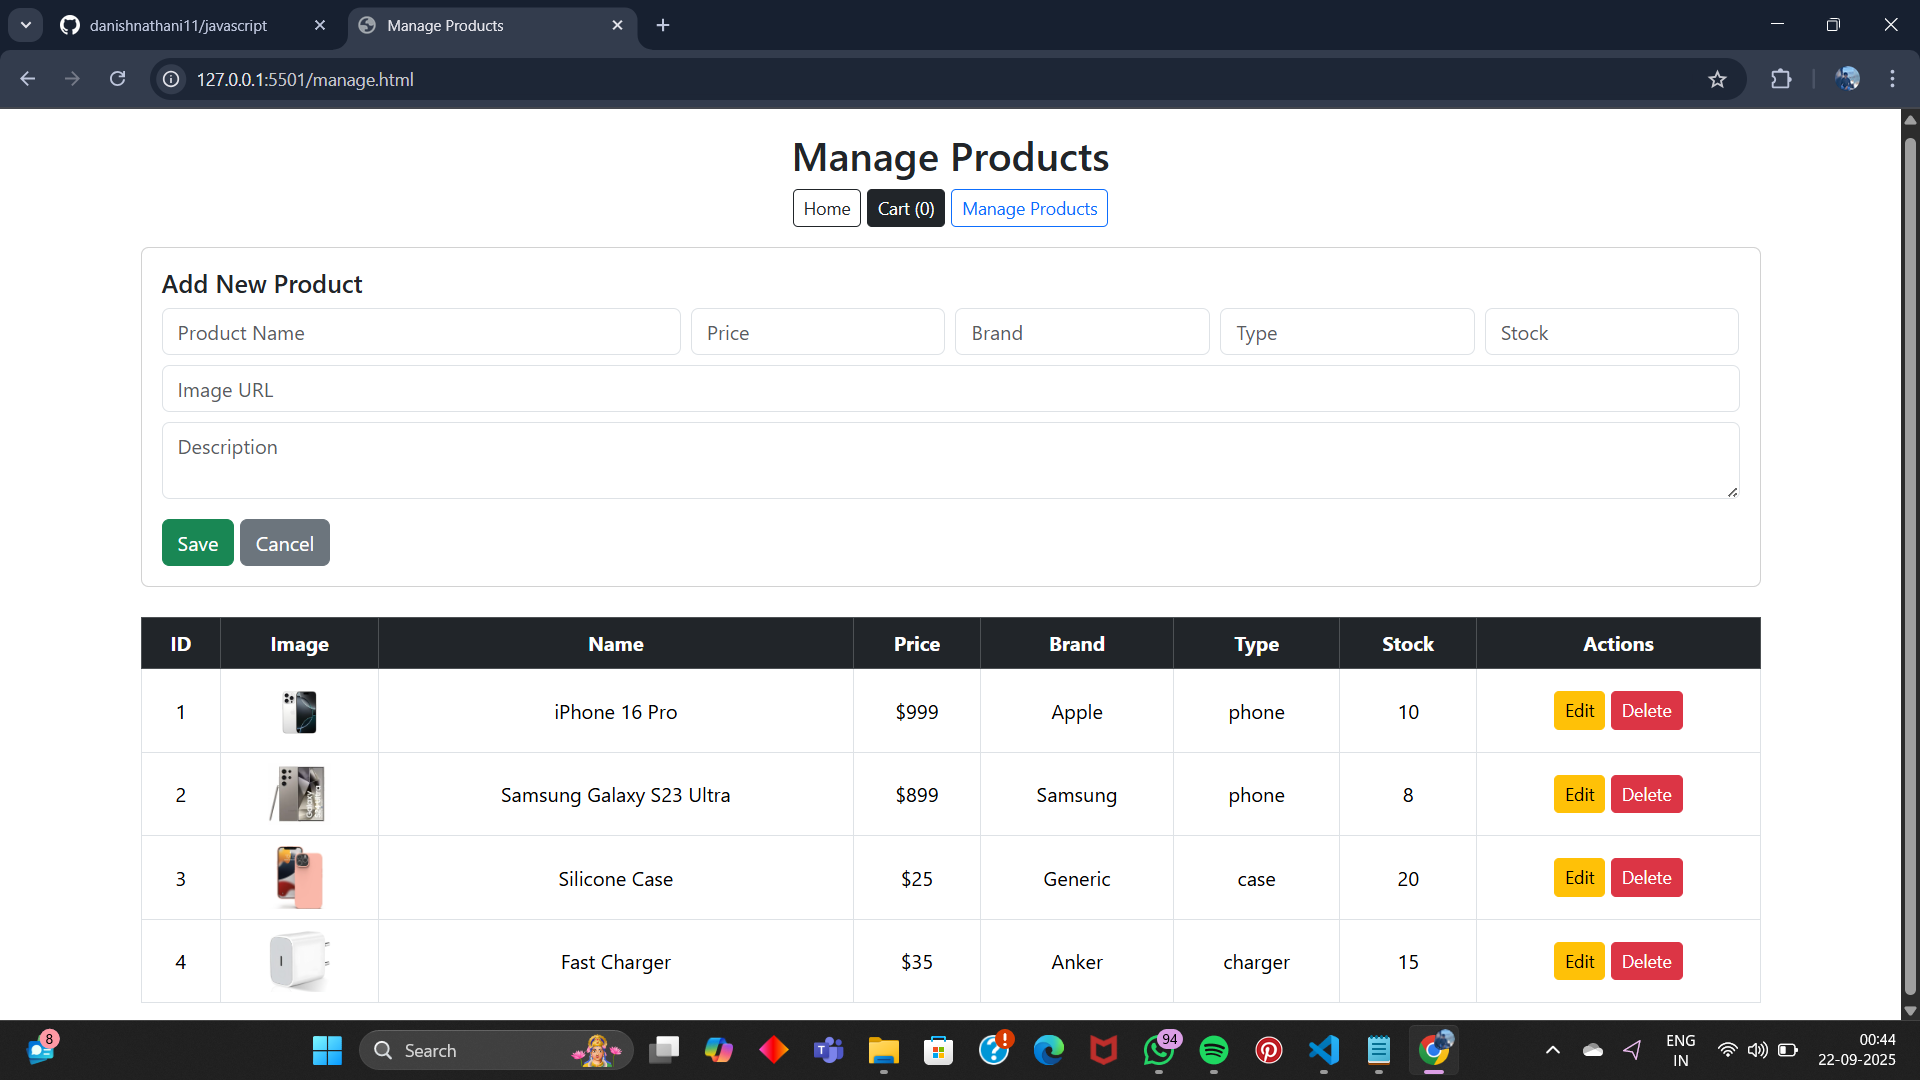 danishnathani11/javascript
Manage Products
127.0.0.1:5501/manage.html
Manage Products
Home Cart (0) Manage Products
Add New Product
Product Name Price Brand Type Stock
Image URL
Description
Save Cancel
ID Image Name Price Brand Type Stock Actions
1 iPhone 16 Pro $999 Apple phone 10 Edit Delete
2 Samsung Galaxy S23 Ultra $899 Samsung phone 8 Edit Delete
3 Silicone Case $25 Generic case 20 Edit Delete
4 Fast Charger $35 Anker charger 15 Edit Delete
8
Search
94
ENG
IN
00:44
22-09-2025